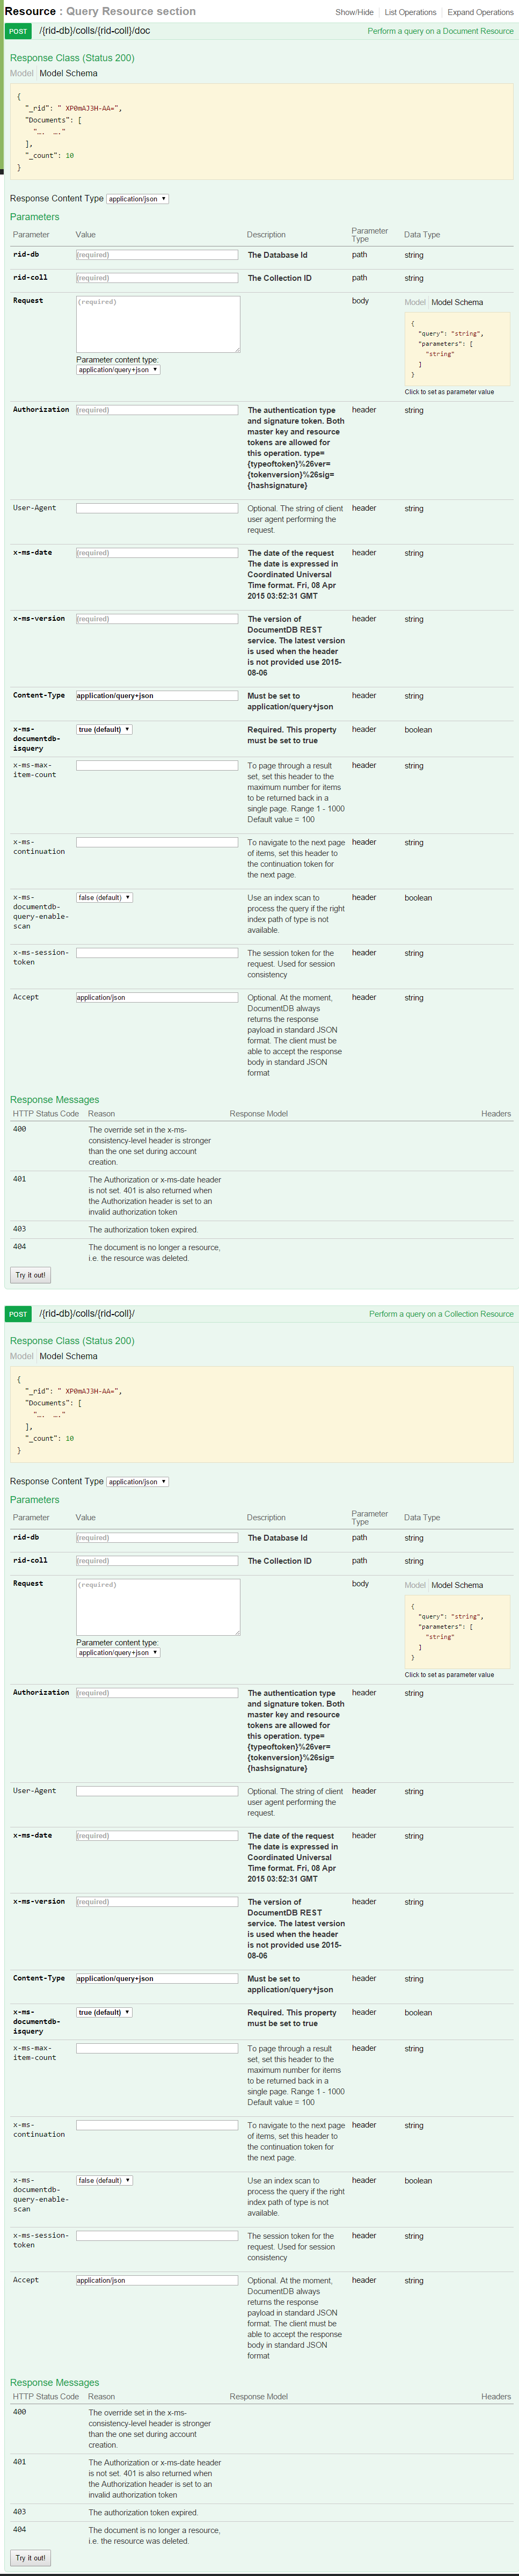 Resource : Query Resource section
Show/Hide | List Operations | Expand Operations
POST /{rid-db}/colls/{rid-coll}/doc Perform a query on a Document Resource
Response Class (Status 200)
Model | Model Schema
{
"_rid": " XP0mAJ3H-AA=",
"Documents": [
"…. …."
],
"_count": 10
}
Response Content Type application/json
Parameters
Parameter Value Description Parameter Type Data Type
rid-db (required) The Database Id path string
rid-coll (required) The Collection ID path string
Request (required) body Model | Model Schema
{
"query": "string",
"parameters": [
"string"
]
}
Parameter content type:
application/query+json
Click to set as parameter value
Authorization (required) The authentication type header string
and signature token. Both
master key and resource
tokens are allowed for
this operation. type=
{typeoftoken}%26ver=
{tokenversion}%26sig=
{hashsignature}
User-Agent Optional. The string of client header string
user agent performing the
request.
x-ms-date (required) The date of the request header string
The date is expressed in
Coordinated Universal
Time format. Fri, 08 Apr
2015 03:52:31 GMT
x-ms-version (required) The version of header string
DocumentDB REST
service. The latest version
is used when the header
is not provided use 2015-
08-06
Content-Type application/query+json Must be set to header string
application/query+json
x-ms-documentdb-isquery true (default) Required. This property header boolean
must be set to true
x-ms-max-item-count To page through a result header string
set, set this header to the
maximum number for items
to be returned back in a
single page. Range 1 - 1000
Default value = 100
x-ms-continuation To navigate to the next page header string
of items, set this header to
the continuation token for
the next page.
x-ms-documentdb-query-enable-scan false (default) Use an index scan to header boolean
process the query if the right
index path of type is not
available.
x-ms-session-token The session token for the header string
request. Used for session
consistency
Accept application/json Optional. At the moment, header string
DocumentDB always
returns the response
payload in standard JSON
format. The client must be
able to accept the response
body in standard JSON
format
Response Messages
HTTP Status Code Reason Response Model Headers
400 The override set in the x-ms-
consistency-level header is stronger
than the one set during account
creation.
401 The Authorization or x-ms-date header
is not set. 401 is also returned when
the Authorization header is set to an
invalid authorization token
403 The authorization token expired.
404 The document is no longer a resource,
i.e. the resource was deleted.
Try it out!
POST /{rid-db}/colls/{rid-coll}/ Perform a query on a Collection Resource
Response Class (Status 200)
Model | Model Schema
{
"_rid": " XP0mAJ3H-AA=",
"Documents": [
"…. …."
],
"_count": 10
}
Response Content Type application/json
Parameters
Parameter Value Description Parameter Type Data Type
rid-db (required) The Database Id path string
rid-coll (required) The Collection ID path string
Request (required) body Model | Model Schema
{
"query": "string",
"parameters": [
"string"
]
}
Parameter content type:
application/query+json
Click to set as parameter value
Authorization (required) The authentication type header string
and signature token. Both
master key and resource
tokens are allowed for
this operation. type=
{typeoftoken}%26ver=
{tokenversion}%26sig=
{hashsignature}
User-Agent Optional. The string of client header string
user agent performing the
request.
x-ms-date (required) The date of the request header string
The date is expressed in
Coordinated Universal
Time format. Fri, 08 Apr
2015 03:52:31 GMT
x-ms-version (required) The version of header string
DocumentDB REST
service. The latest version
is used when the header
is not provided use 2015-
08-06
Content-Type application/query+json Must be set to header string
application/query+json
x-ms-documentdb-isquery true (default) Required. This property header boolean
must be set to true
x-ms-max-item-count To page through a result header string
set, set this header to the
maximum number for items
to be returned back in a
single page. Range 1 - 1000
Default value = 100
x-ms-continuation To navigate to the next page header string
of items, set this header to
the continuation token for
the next page.
x-ms-documentdb-query-enable-scan false (default) Use an index scan to header boolean
process the query if the right
index path of type is not
available.
x-ms-session-token The session token for the header string
request. Used for session
consistency
Accept application/json Optional. At the moment, header string
DocumentDB always
returns the response
payload in standard JSON
format. The client must be
able to accept the response
body in standard JSON
format
Response Messages
HTTP Status Code Reason Response Model Headers
400 The override set in the x-ms-
consistency-level header is stronger
than the one set during account
creation.
401 The Authorization or x-ms-date header
is not set. 401 is also returned when
the Authorization header is set to an
invalid authorization token
403 The authorization token expired.
404 The document is no longer a resource,
i.e. the resource was deleted.
Try it out!